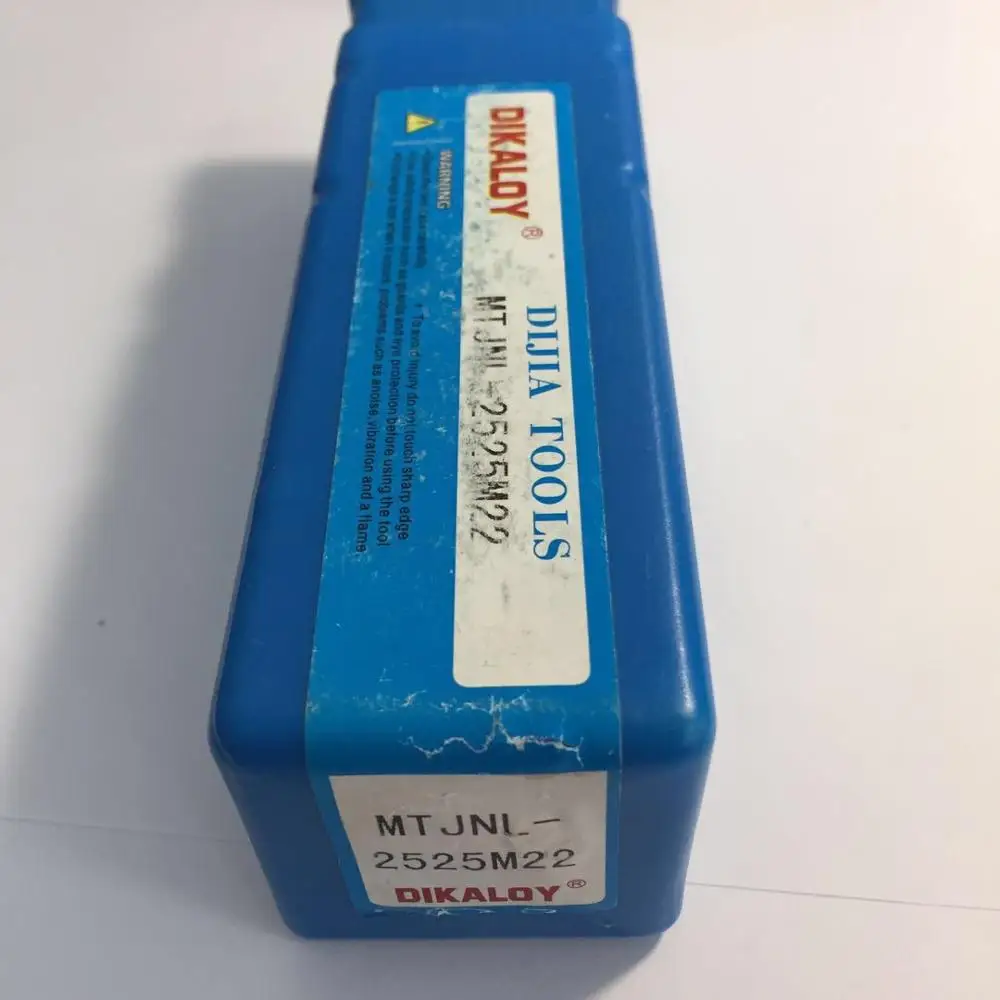 DIKALOY®
DIJIA TOOLS
MTJNL-2525M22
WARNING
• To avoid injury do not touch sharp edge
and eye protection before using the tool
problems such as anoise, vibration and a flame
MTJNL-
2525M22
DIKALOY®